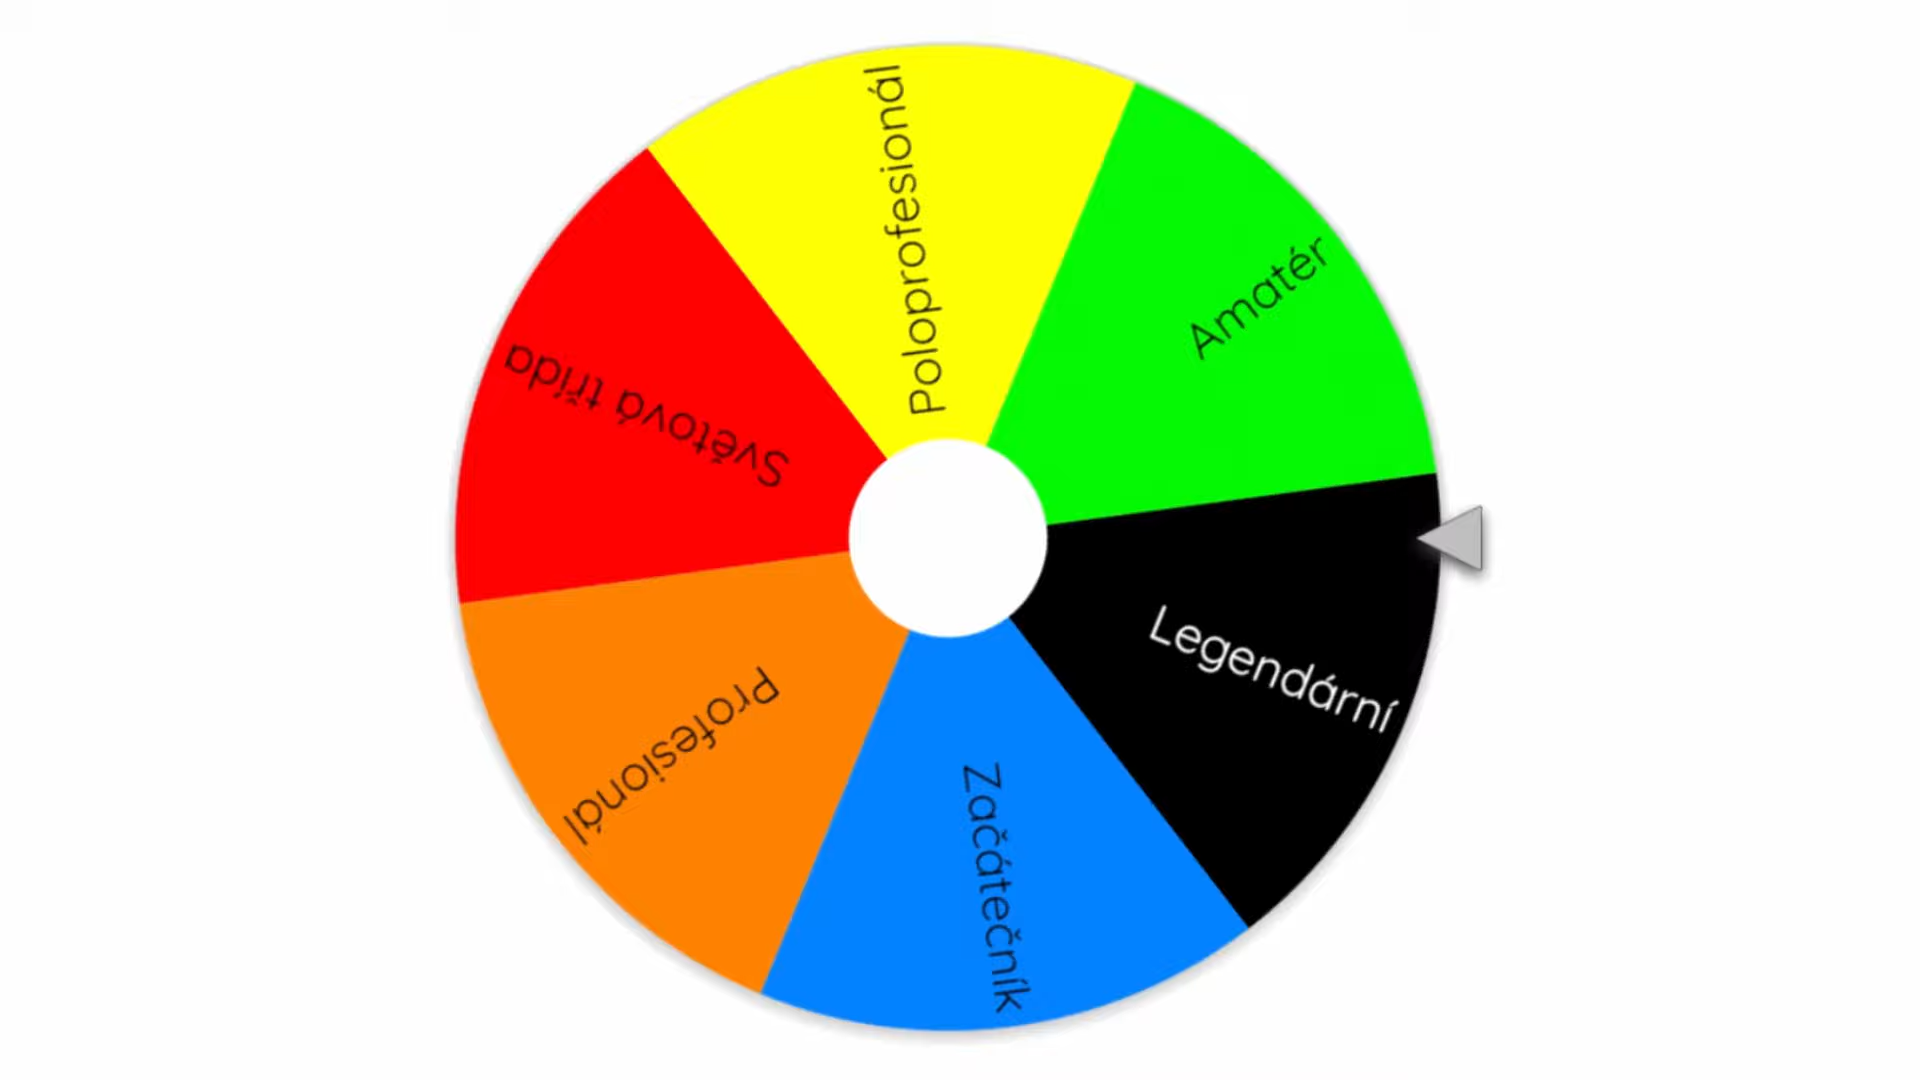 Poloprofesionál
Amatér
Legendární
Začátečník
Profesionál
Světová třída